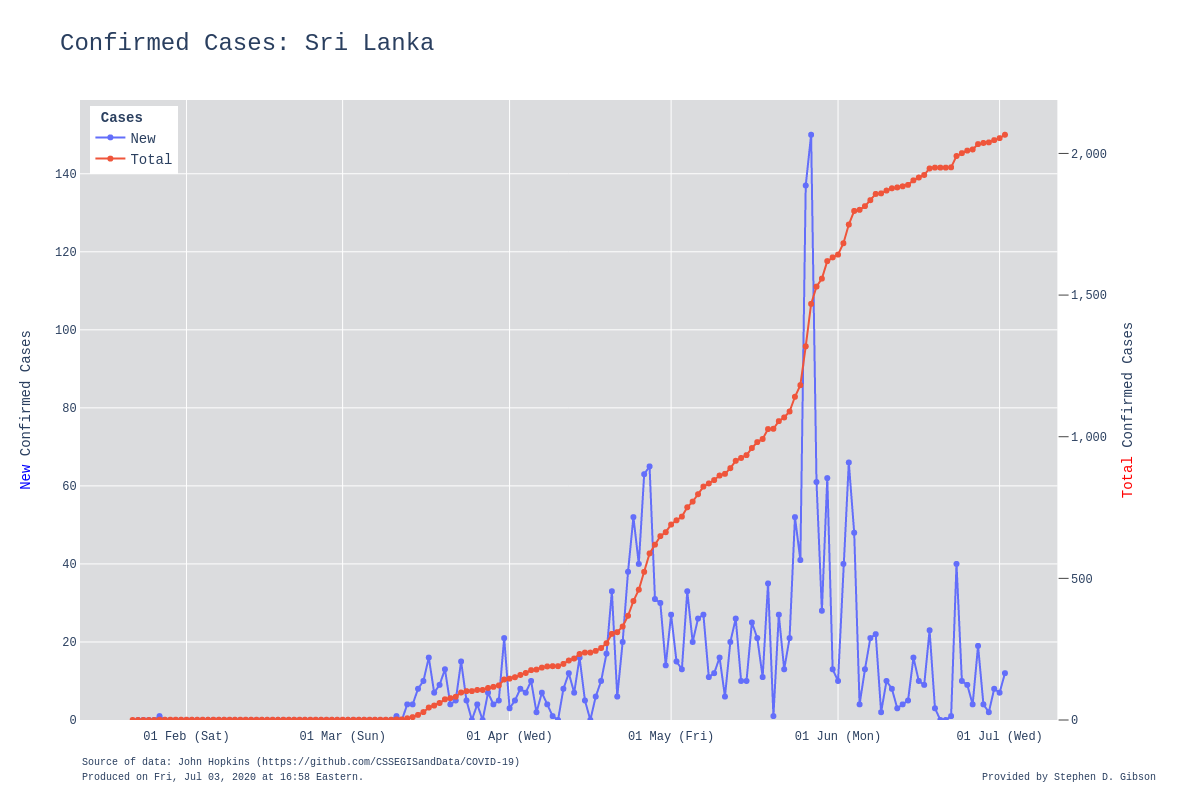 Confirmed Cases: Sri Lanka
Cases
New
Total
140
120
100
80
60
40
20
0
2,000
1,500
1,000
500
0
New Confirmed Cases
Total Confirmed Cases
01 Feb (Sat)
01 Mar (Sun)
01 Apr (Wed)
01 May (Fri)
01 Jun (Mon)
01 Jul (Wed)
Source of data: John Hopkins (https://github.com/CSSEGISandData/COVID-19)
Produced on Fri, Jul 03, 2020 at 16:58 Eastern.
Provided by Stephen D. Gibson